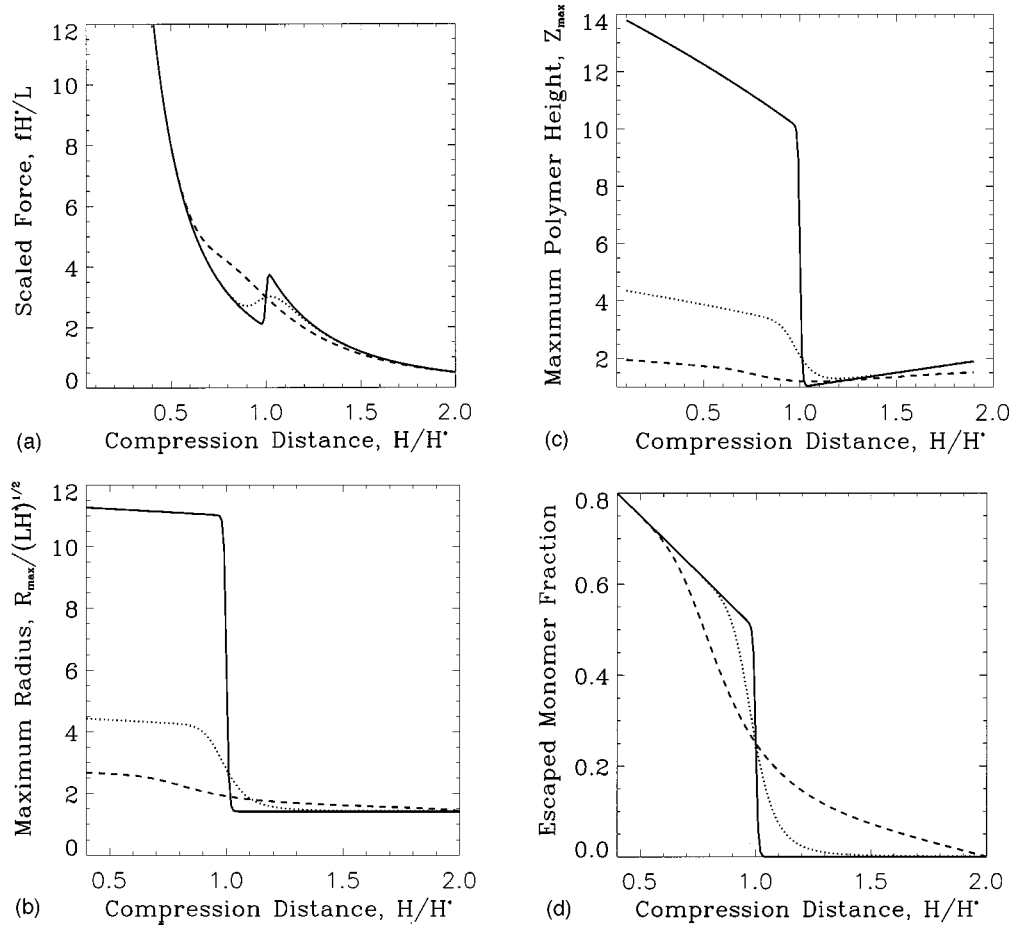 12
10
8
6
4
2
0
Scaled Force, fH*/L
0.5 1.0 1.5 2.0
(a) Compression Distance, H/H*
14
12
10
8
6
4
2
Maximum Polymer Height, Zmax
0.5 1.0 1.5 2.0
(c) Compression Distance, H/H*
12
10
8
6
4
2
0
Maximum Radius, Rmax/(LH)1/2
0.5 1.0 1.5 2.0
(b) Compression Distance, H/H*
0.8
0.6
0.4
0.2
0.0
Escaped Monomer Fraction
0.5 1.0 1.5 2.0
(d) Compression Distance, H/H*